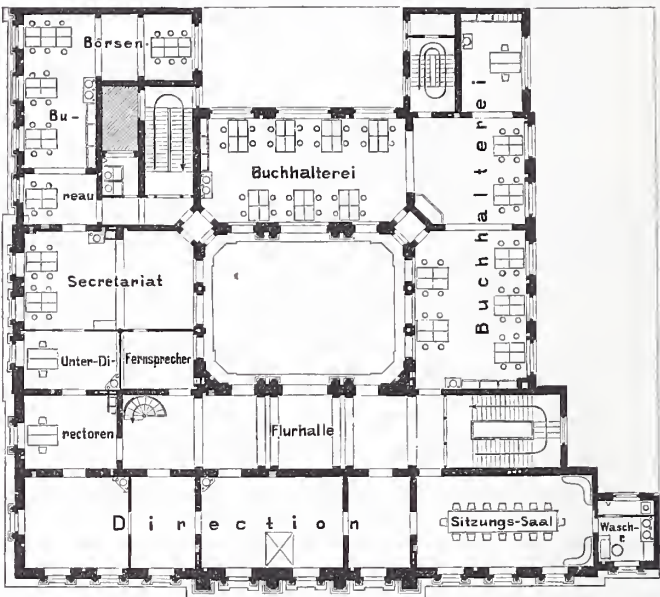 Börsen-
Bu-
reau
Buchhalterei
Buchhalterei
Secretariat
Unter-Di-
Fernsprecher
rectoren
Flurhalle
Direction
Sitzungs-Saal
Wasch-
r.